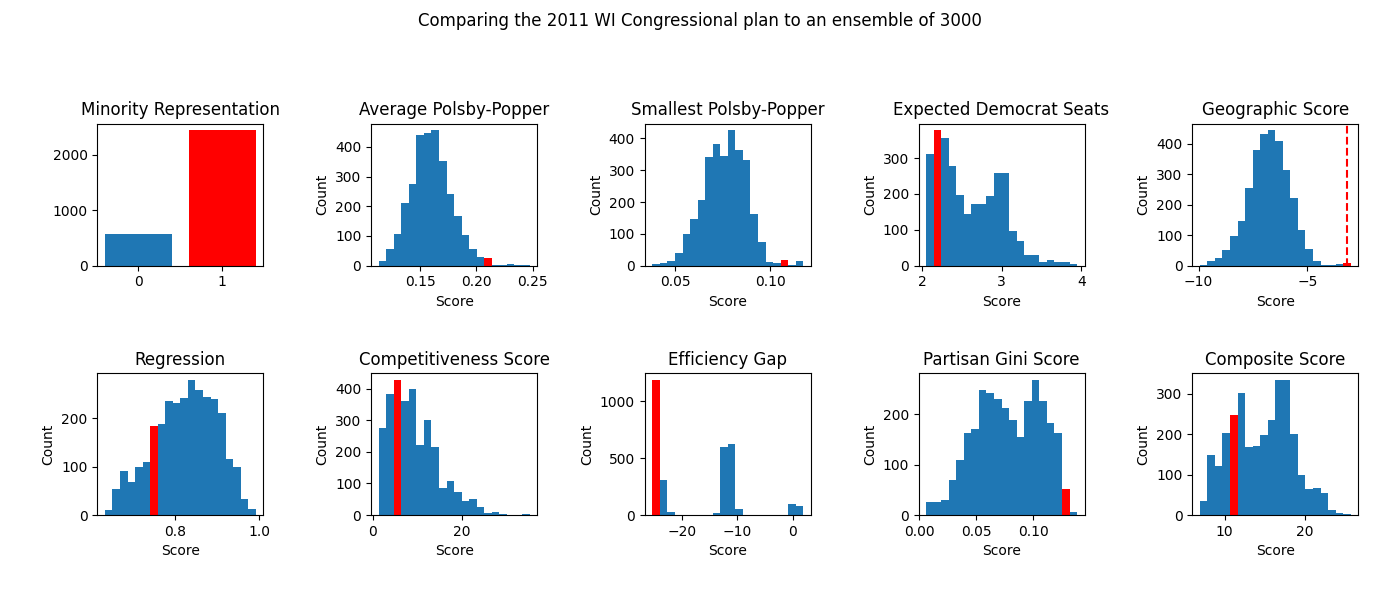 Comparing the 2011 WI Congressional plan to an ensemble of 3000
Minority Representation
2000
1000
0
0 1
Average Polsby-Popper
Count
400
300
200
100
0
0.15 0.20 0.25
Score
Smallest Polsby-Popper
Count
400
300
200
100
0
0.05 0.10
Score
Expected Democrat Seats
Count
300
200
100
0
2 3 4
Score
Geographic Score
Count
400
300
200
100
0
−10 −5
Score
Regression
Count
200
100
0
0.8 1.0
Score
Competitiveness Score
Count
400
300
200
100
0
0 20
Score
Efficiency Gap
Count
1000
500
0
−20 −10 0
Score
Partisan Gini Score
Count
200
100
0
0.00 0.05 0.10
Score
Composite Score
Count
300
200
100
0
10 20
Score